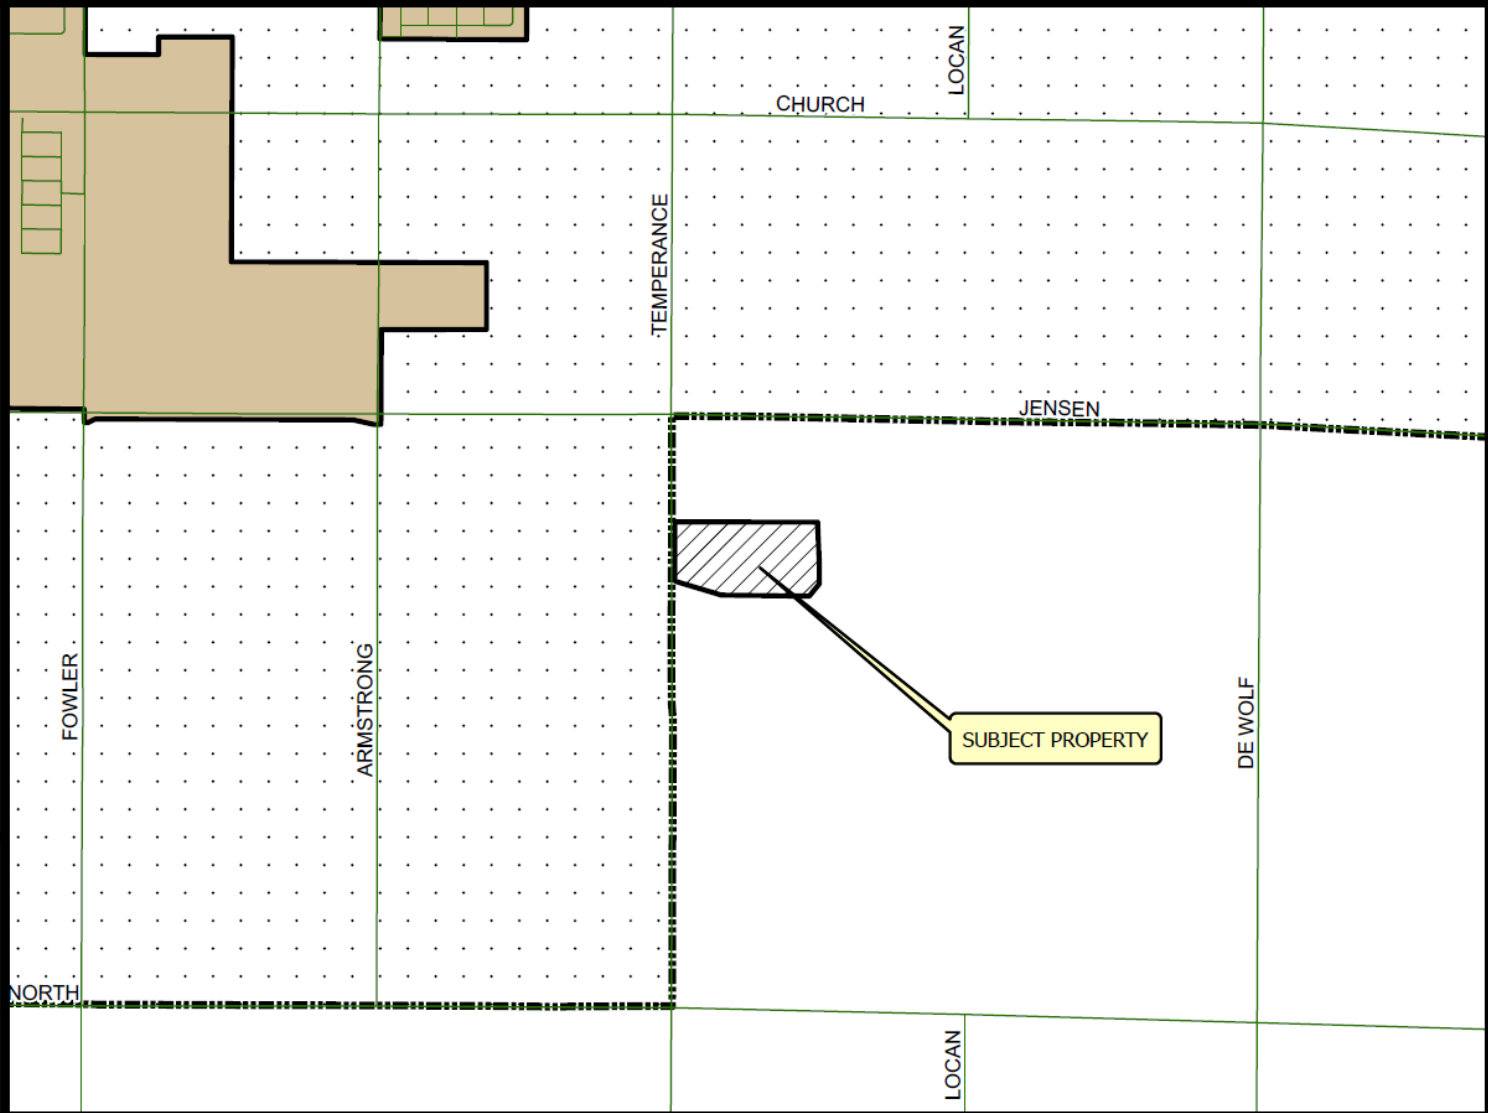 LOCAN
CHURCH
TEMPERANCE
JENSEN
FOWLER
ARMSTRONG
DE WOLF
SUBJECT PROPERTY
NORTH
LOCAN